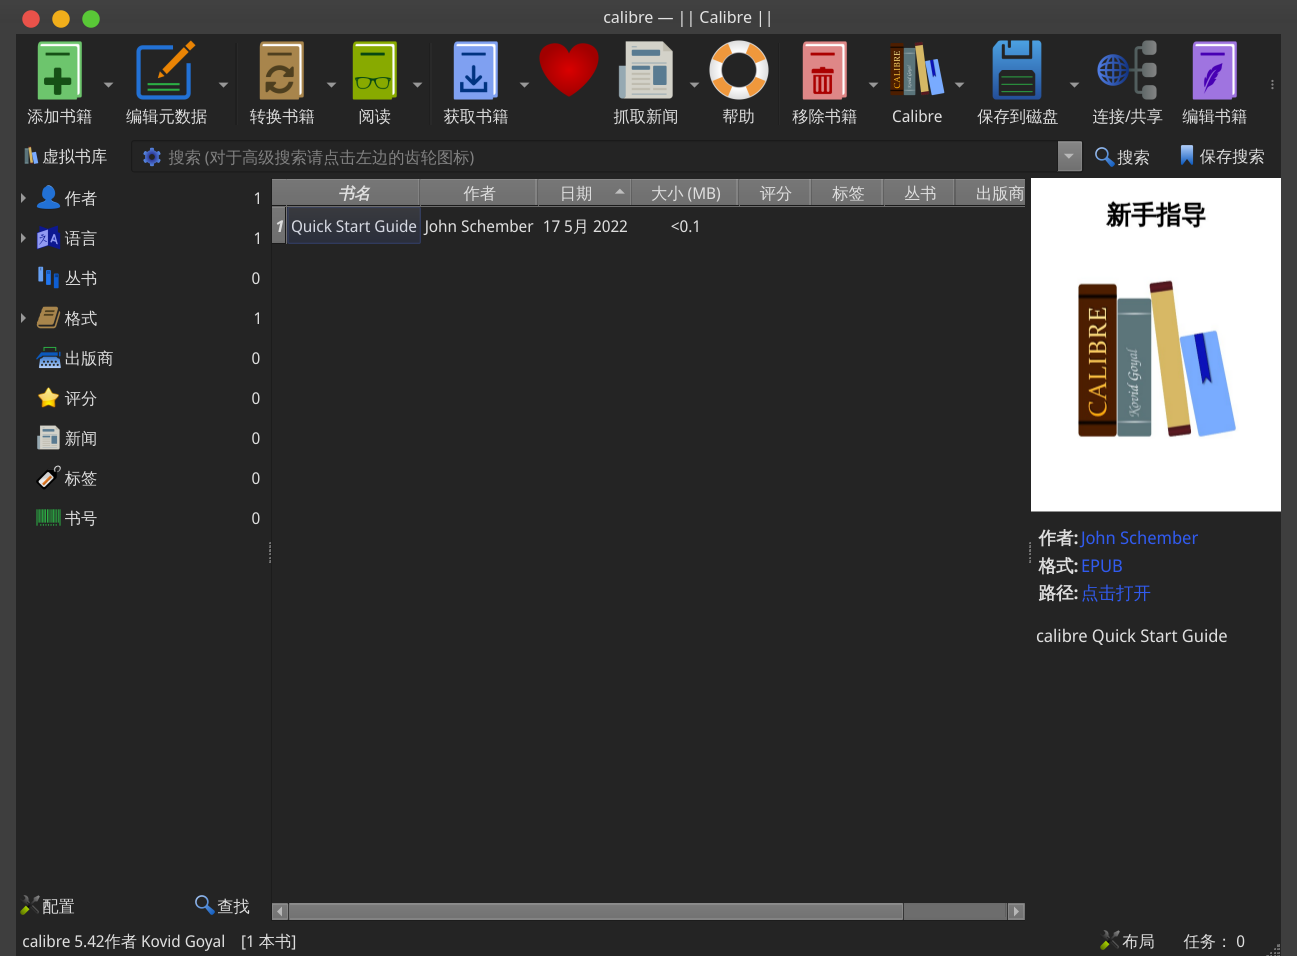 calibre — || Calibre ||
添加书籍 编辑元数据 转换书籍 阅读 获取书籍 抓取新闻 帮助 移除书籍 Calibre 保存到磁盘 连接/共享 编辑书籍
虚拟书库 搜索 (对于高级搜索请点击左边的齿轮图标) 搜索 保存搜索
作者 1
语言 1
丛书 0
格式 1
出版商 0
评分 0
新闻 0
标签 0
书号 0
书名 作者 日期 大小 (MB) 评分 标签 丛书 出版商
1 Quick Start Guide John Schember 17 5月 2022 <0.1
新手指导
CALIBRE
Kovid Goyal
作者: John Schember
格式: EPUB
路径: 点击打开
calibre Quick Start Guide
配置 查找
calibre 5.42作者 Kovid Goyal [1 本书] 布局 任务： 0